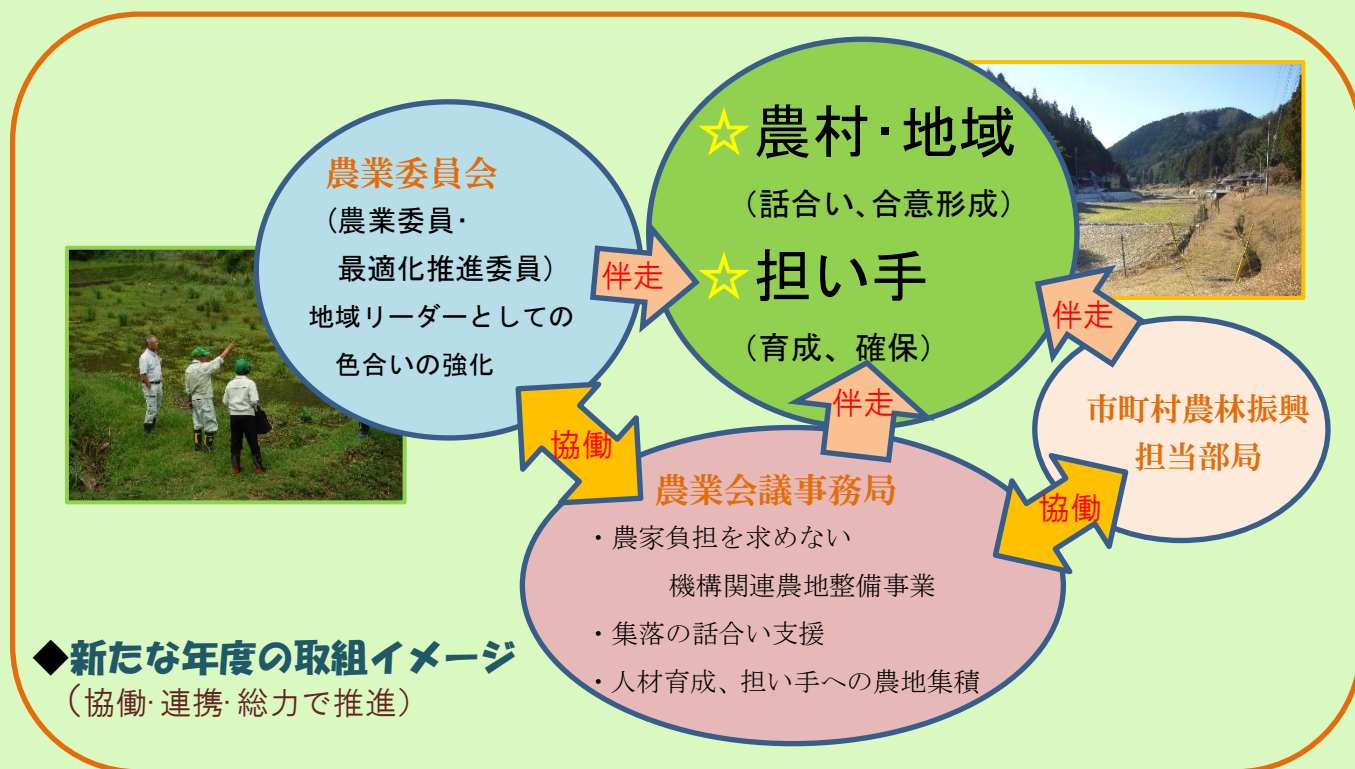 農業委員会
(農業委員・
最適化推進委員)
地域リーダーとしての
色合いの強化
☆農村・地域
(話合い、合意形成)
☆担い手
(育成、確保)
伴走
伴走
伴走
市町村農林振興
担当部局
協働
協働
農業会議事務局
・農家負担を求めない
機構関連農地整備事業
・集落の話合い支援
・人材育成、担い手への農地集積
◆新たな年度の取組イメージ
(協働・連携・総力で推進)